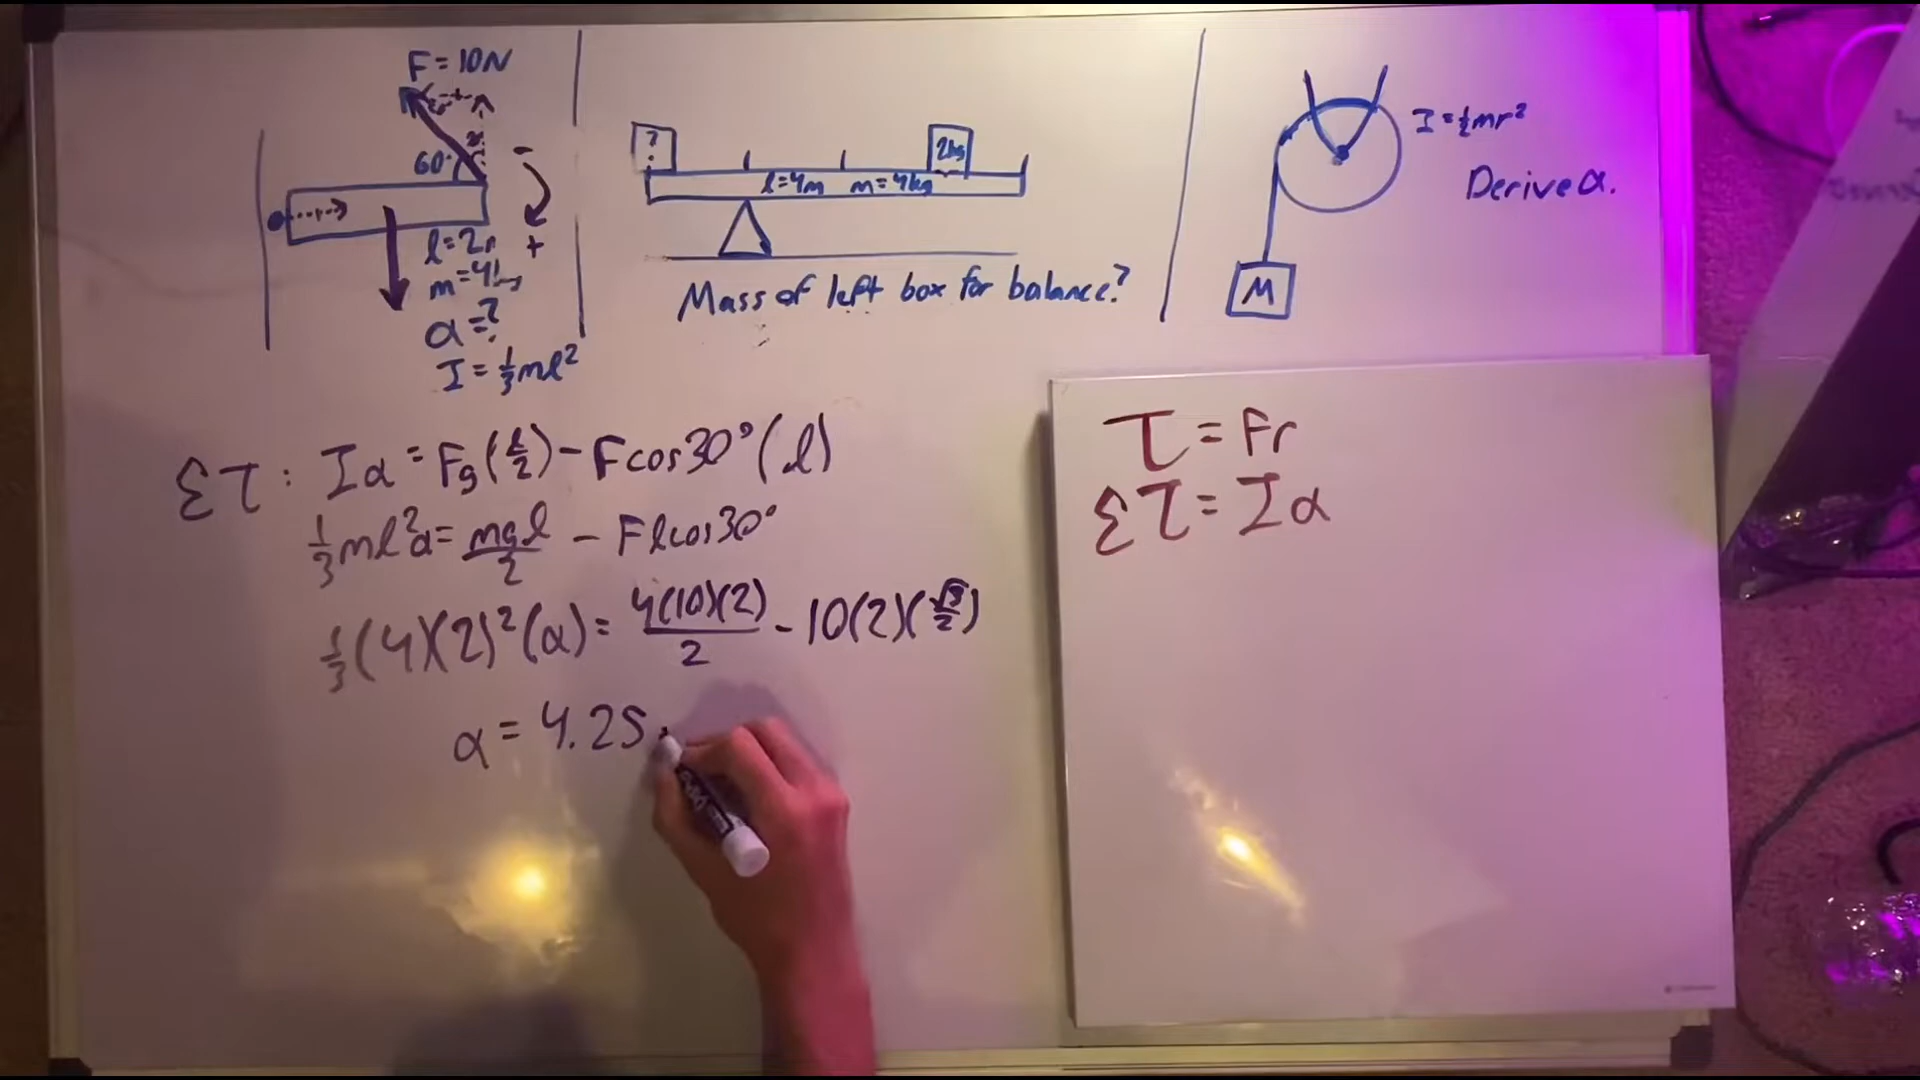 F = 10N
60°
l = 2m
m = 4kg
α = ?
I = ⅓ml²
-
+
?
2kg
l = 4m m = 4kg
Mass of left box for balance?
I = ½mr²
Derive α.
M
Στ: Iα = Fg(l/2) - Fcos30°(l)
⅓ml²α = mgl/2 - Flcos30°
⅓(4)(2)²(α) = 4(10)(2)/2 - 10(2)(√3/2)
α = 4.25
τ = Fr
Στ = Iα
EXPO